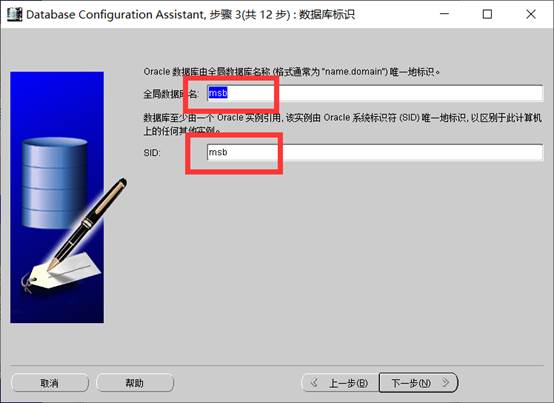 Database Configuration Assistant, 步骤 3(共 12 步) : 数据库标识
Oracle 数据库由全局数据库名称 (格式通常为 "name.domain") 唯一地标识。
全局数据库名: msb
数据库至少由一个 Oracle 实例引用, 该实例由 Oracle 系统标识符 (SID) 唯一地标识, 以区别于此计算机
上的任何其他实例。
SID: msb
取消 帮助 上一步(B) 下一步(N)